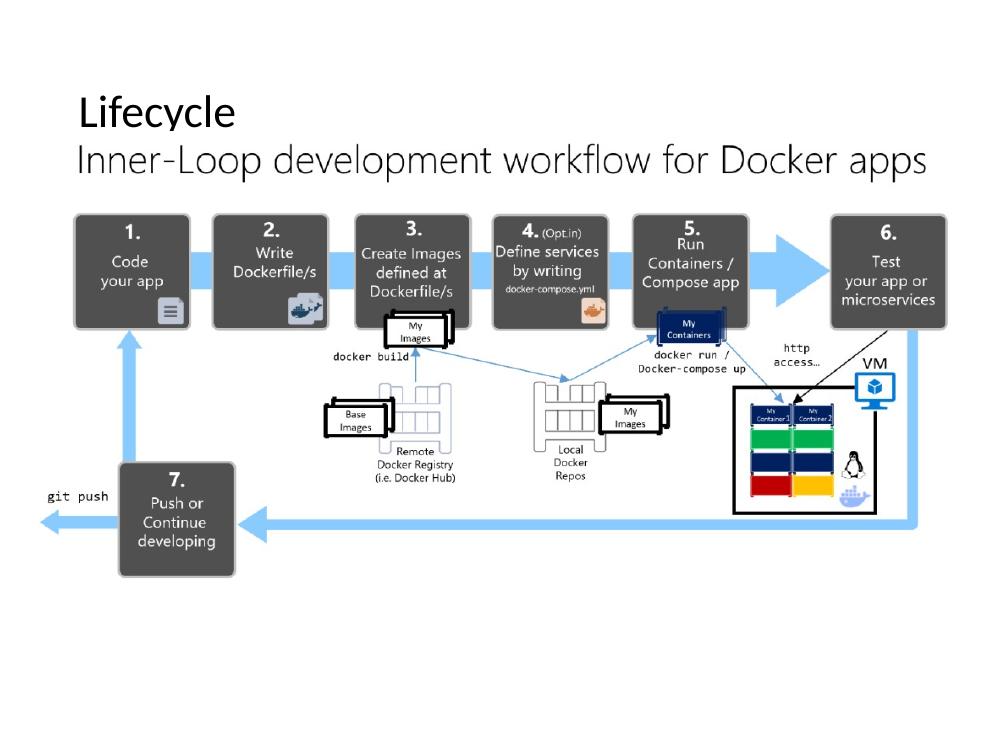 Lifecycle
Inner-Loop development workflow for Docker apps
1.
Code
your app
2.
Write
Dockerfile/s
3.
Create Images
defined at
Dockerfile/s
My
Images
4. (Opt.in)
Define services
by writing
docker-compose.yml
5.
Run
Containers /
Compose app
My
Containers
6.
Test
your app or
microservices
docker build
docker run /
Docker-compose up
http
access…
VM
Base
Images
Remote
Docker Registry
(i.e. Docker Hub)
My
Images
Local
Docker
Repos
My
Container 1
My
Container 2
7.
Push or
Continue
developing
git push